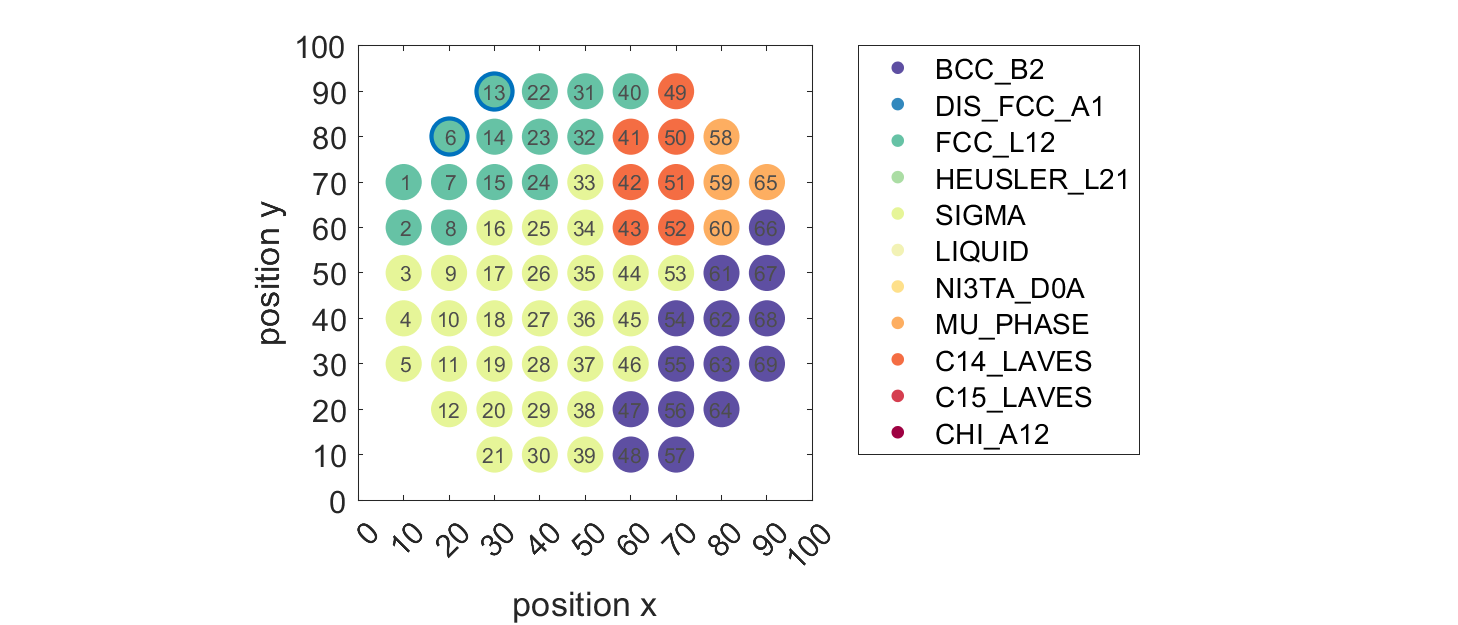 100
90 13 22 31 40 49
80 6 14 23 32 41 50 58
70 1 7 15 24 33 42 51 59 65
60 2 8 16 25 34 43 52 60 66
50 3 9 17 26 35 44 53 61 67
40 4 10 18 27 36 45 54 62 68
30 5 11 19 28 37 46 55 63 69
20 12 20 29 38 47 56 64
10 21 30 39 48 57
0
0 10 20 30 40 50 60 70 80 90 100
position x
position y
BCC_B2
DIS_FCC_A1
FCC_L12
HEUSLER_L21
SIGMA
LIQUID
NI3TA_D0A
MU_PHASE
C14_LAVES
C15_LAVES
CHI_A12